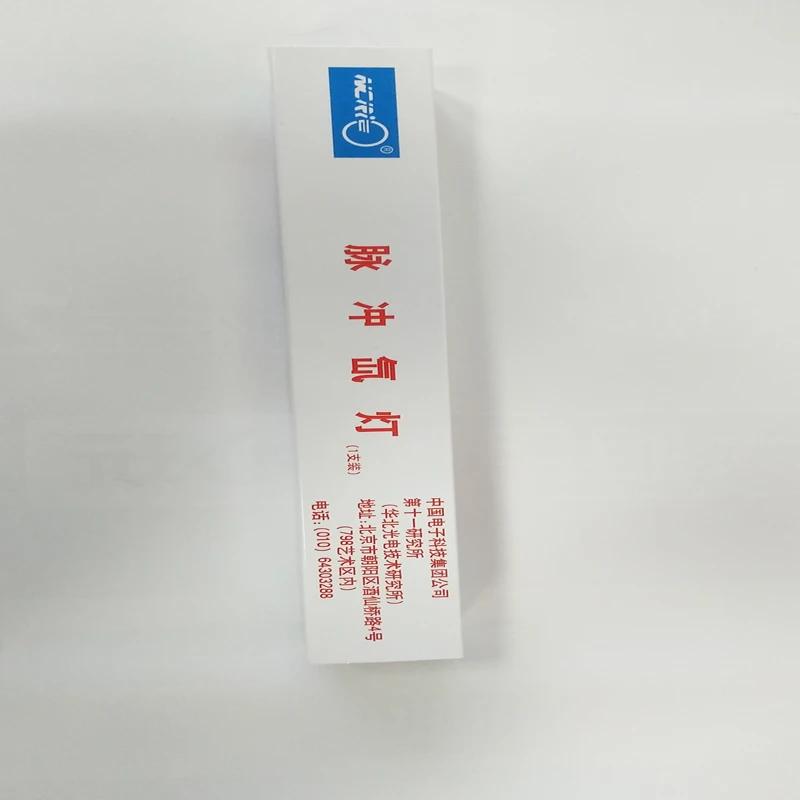 NCRIEO®
脉冲氙灯
(1支装)
中国电子科技集团公司
第十一研究所
(华北光电技术研究所)
地址:北京市朝阳区酒仙桥路4号
(798艺术区内)
电话:(010) 64303288